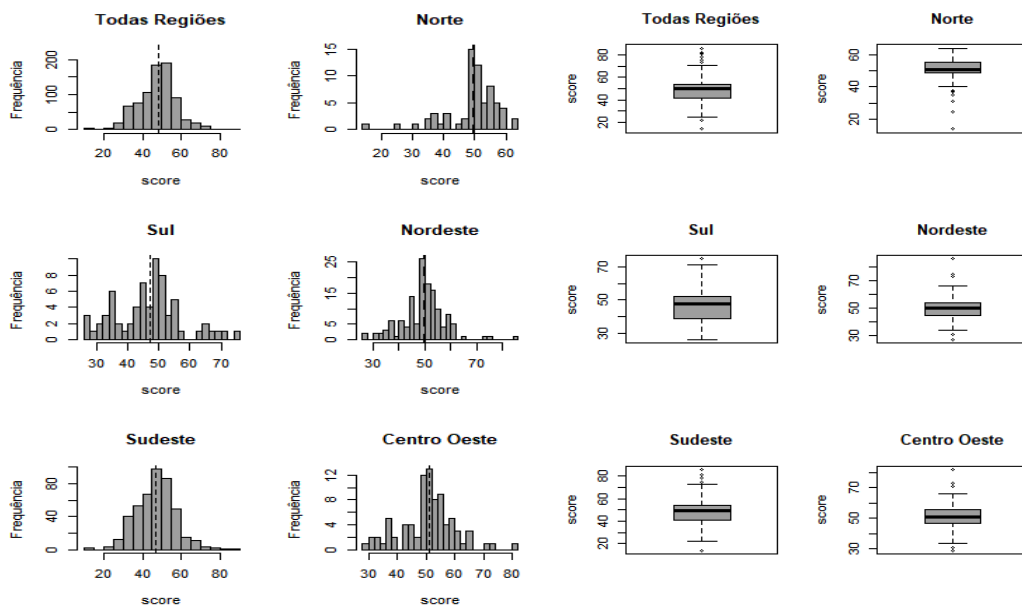 Todas Regiões
Frequência
0 50 100 200
20 40 60 80
score
Norte
Frequência
0 5 10 15
20 30 40 50 60
score
Todas Regiões
score
20 40 60 80
Norte
score
20 40 60
Sul
Frequência
0 2 4 6 8
30 40 50 60 70
score
Nordeste
Frequência
0 5 15 25
30 50 70
score
Sul
score
30 50 70
Nordeste
score
30 50 70
Sudeste
Frequência
0 40 80
20 40 60 80
score
Centro Oeste
Frequência
0 3 6 9 12
30 40 50 60 70 80
score
Sudeste
score
20 40 60 80
Centro Oeste
score
30 50 70